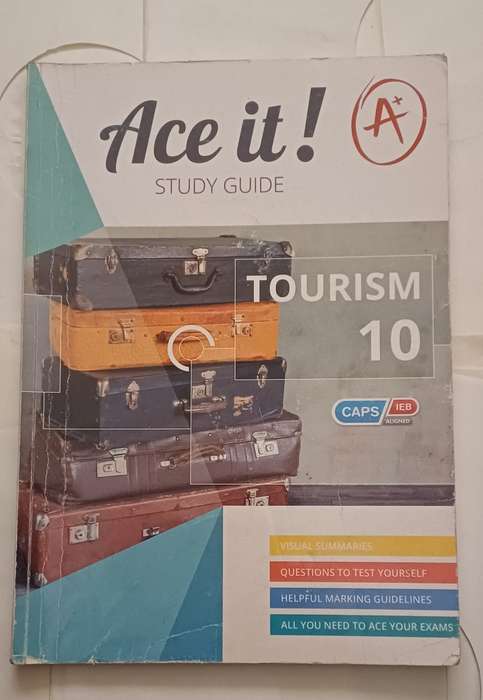 Ace it!
A+
STUDY GUIDE
TOURISM
10
CAPS/IEB
ALIGNED
VISUAL SUMMARIES
QUESTIONS TO TEST YOURSELF
HELPFUL MARKING GUIDELINES
ALL YOU NEED TO ACE YOUR EXAMS